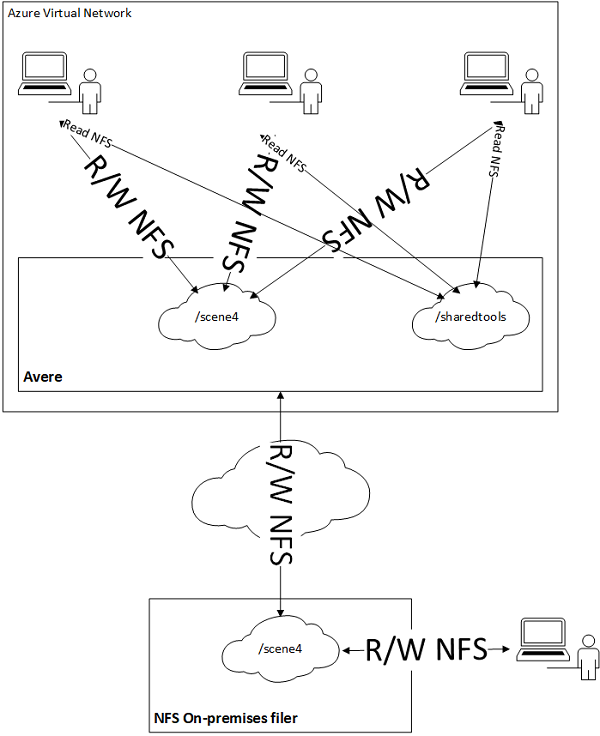 Azure Virtual Network
Read NFS
Read NFS
Read NFS
R/W NFS
R/W NFS
R/W NFS
/scene4
/sharedtools
Avere
R/W NFS
/scene4
R/W NFS
NFS On-premises filer